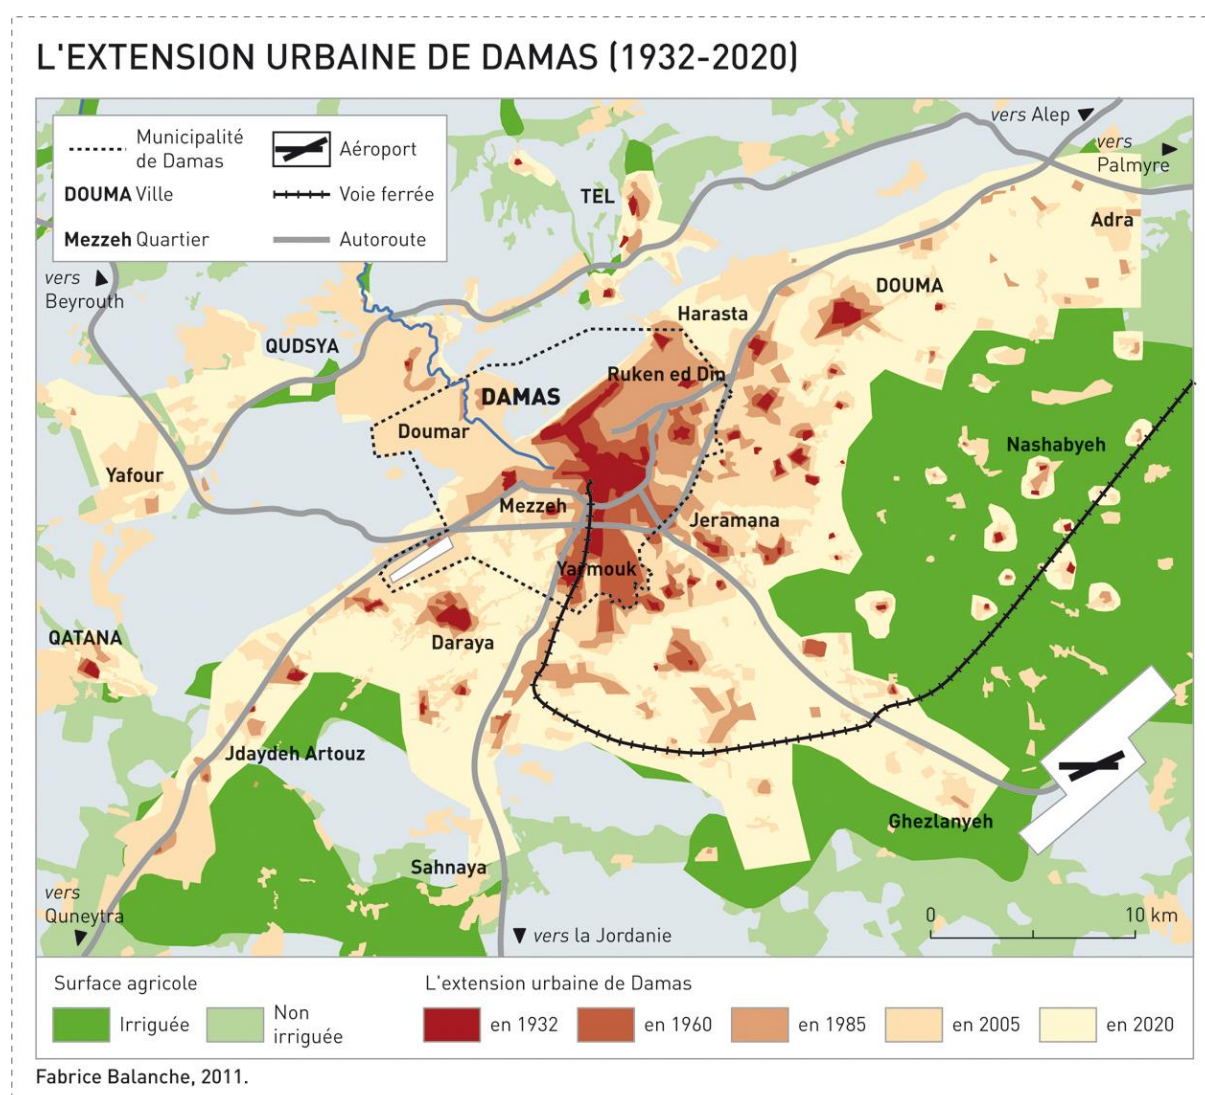 L'EXTENSION URBAINE DE DAMAS (1932-2020)
Municipalité
de Damas
Aéroport
DOUMA Ville
Voie ferrée
Mezzeh Quartier
Autoroute
vers Alep
vers
Palmyre
TEL
Adra
vers
Beyrouth
DOUMA
Harasta
QUDSYA
Ruken ed Din
DAMAS
Doumar
Nashabyeh
Yafour
Mezzeh
Jeramana
Yarmouk
QATANA
Daraya
Jdaydeh Artouz
Ghezlanyeh
Sahnaya
vers
Quneytra
0 10 km
vers la Jordanie
Surface agricole
Irriguée
Non
irriguée
L'extension urbaine de Damas
en 1932
en 1960
en 1985
en 2005
en 2020
Fabrice Balanche, 2011.